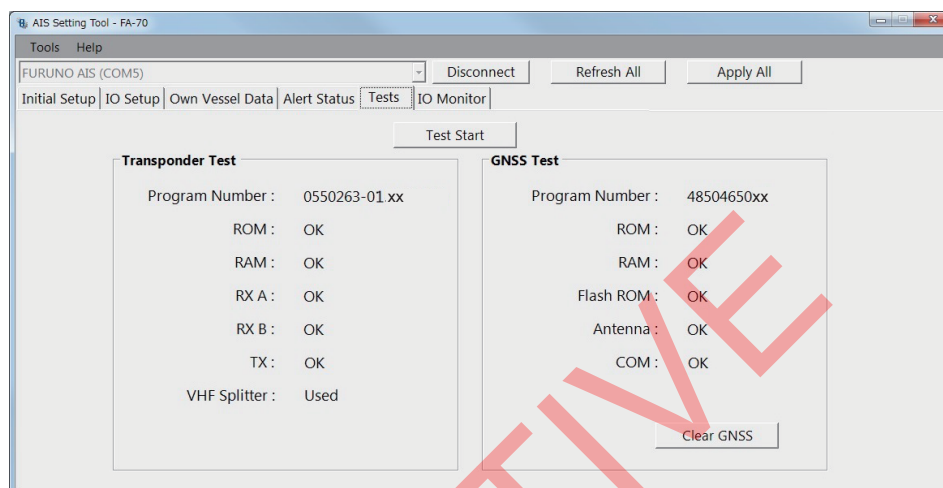 AIS Setting Tool - FA-70
Tools Help
FURUNO AIS (COM5) Disconnect Refresh All Apply All
Initial Setup IO Setup Own Vessel Data Alert Status Tests IO Monitor
Test Start
Transponder Test
Program Number : 0550263-01.xx
ROM : OK
RAM : OK
RX A : OK
RX B : OK
TX : OK
VHF Splitter : Used
GNSS Test
Program Number : 48504650xx
ROM : OK
RAM : OK
Flash ROM : OK
Antenna : OK
COM : OK
Clear GNSS
TIVE